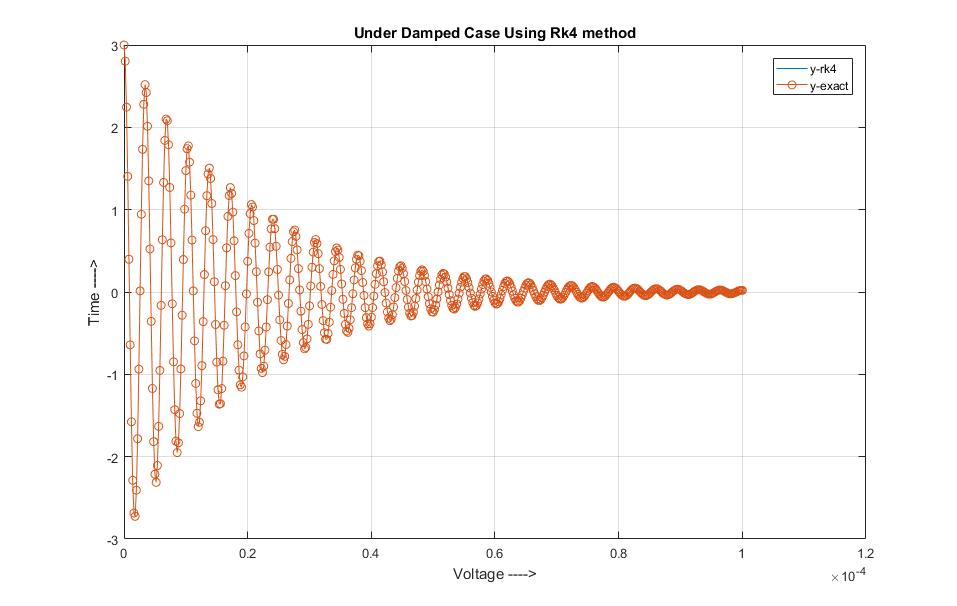 Under Damped Case Using Rk4 method
y-rk4
y-exact
3
2
1
0
-1
-2
-3
Time ---->
0 0.2 0.4 0.6 0.8 1 1.2
Voltage ---->
×10-4